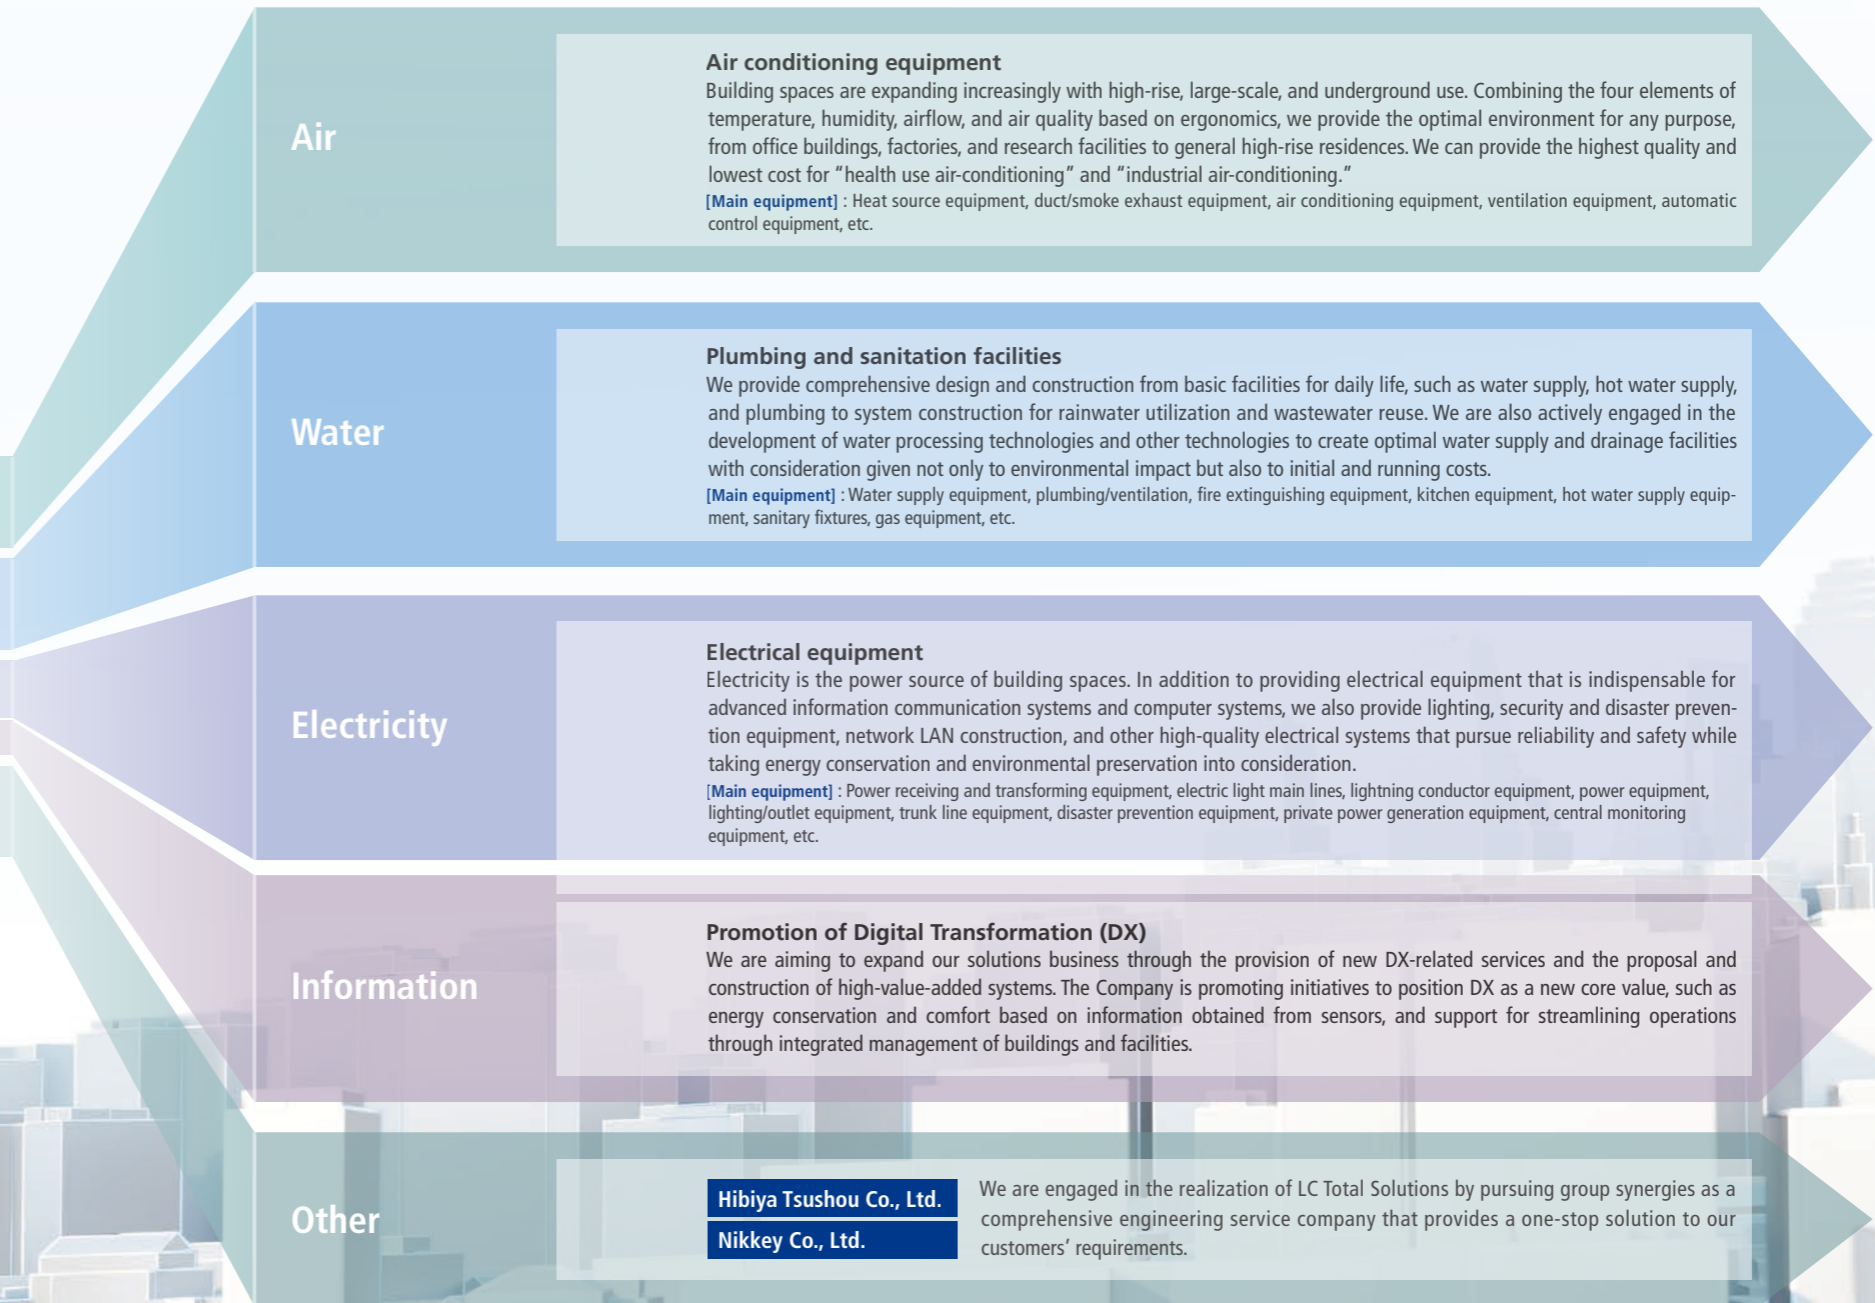 Air
Air conditioning equipment
Building spaces are expanding increasingly with high-rise, large-scale, and underground use. Combining the four elements of
temperature, humidity, airflow, and air quality based on ergonomics, we provide the optimal environment for any purpose,
from office buildings, factories, and research facilities to general high-rise residences. We can provide the highest quality and
lowest cost for “health use air-conditioning” and “industrial air-conditioning.”
[Main equipment] : Heat source equipment, duct/smoke exhaust equipment, air conditioning equipment, ventilation equipment, automatic
control equipment, etc.
Water
Plumbing and sanitation facilities
We provide comprehensive design and construction from basic facilities for daily life, such as water supply, hot water supply,
and plumbing to system construction for rainwater utilization and wastewater reuse. We are also actively engaged in the
development of water processing technologies and other technologies to create optimal water supply and drainage facilities
with consideration given not only to environmental impact but also to initial and running costs.
[Main equipment] : Water supply equipment, plumbing/ventilation, fire extinguishing equipment, kitchen equipment, hot water supply equip-
ment, sanitary fixtures, gas equipment, etc.
Electricity
Electrical equipment
Electricity is the power source of building spaces. In addition to providing electrical equipment that is indispensable for
advanced information communication systems and computer systems, we also provide lighting, security and disaster preven-
tion equipment, network LAN construction, and other high-quality electrical systems that pursue reliability and safety while
taking energy conservation and environmental preservation into consideration.
[Main equipment] : Power receiving and transforming equipment, electric light main lines, lightning conductor equipment, power equipment,
lighting/outlet equipment, trunk line equipment, disaster prevention equipment, private power generation equipment, central monitoring
equipment, etc.
Information
Promotion of Digital Transformation (DX)
We are aiming to expand our solutions business through the provision of new DX-related services and the proposal and
construction of high-value-added systems. The Company is promoting initiatives to position DX as a new core value, such as
energy conservation and comfort based on information obtained from sensors, and support for streamlining operations
through integrated management of buildings and facilities.
Other
Hibiya Tsushou Co., Ltd.
Nikkey Co., Ltd.
We are engaged in the realization of LC Total Solutions by pursuing group synergies as a
comprehensive engineering service company that provides a one-stop solution to our
customers’ requirements.